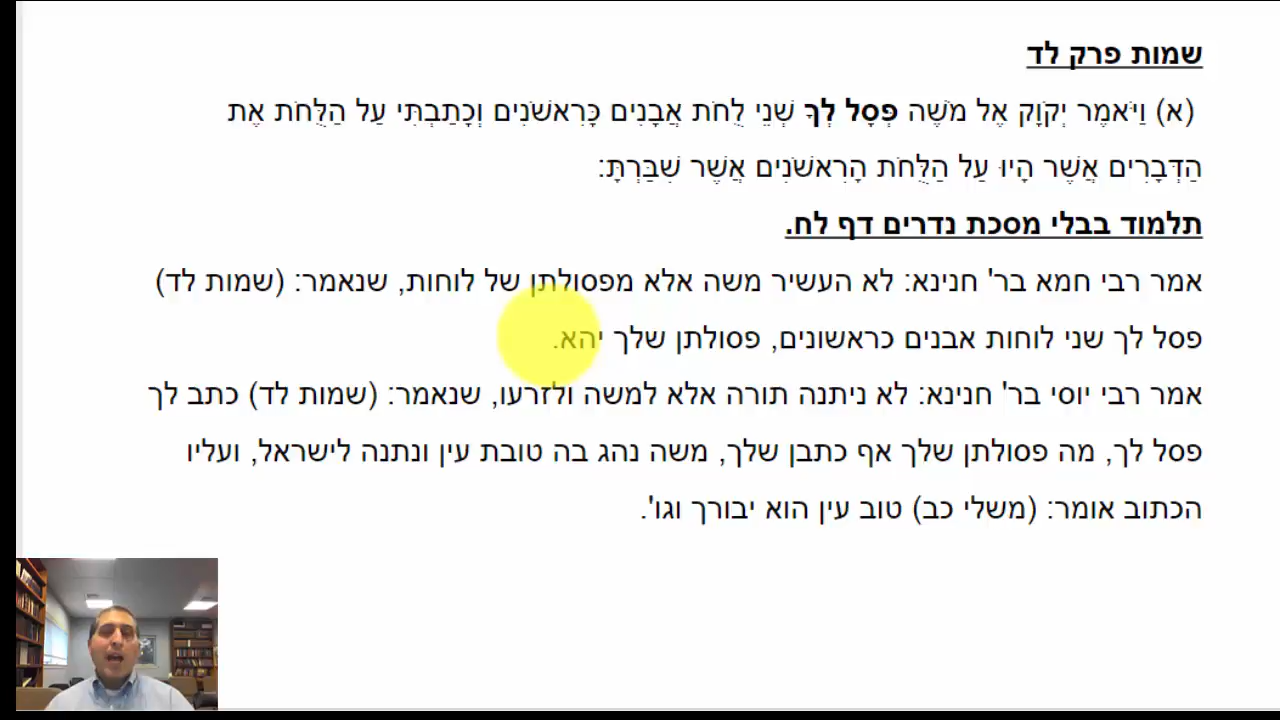 שמות פרק לד
(א) וַיֹּאמֶר יְקֹוָק אֶל מֹשֶׁה פְּסָל לְךָ שְׁנֵי לֻחֹת אֲבָנִים כָּרִאשֹׁנִים וְכָתַבְתִּי עַל הַלֻּחֹת אֶת
הַדְּבָרִים אֲשֶׁר הָיוּ עַל הַלֻּחֹת הָרִאשֹׁנִים אֲשֶׁר שִׁבַּרְתָּ:
תלמוד בבלי מסכת נדרים דף לח.
אמר רבי חמא בר' חנינא: לא העשיר משה אלא מפסולתן של לוחות, שנאמר: (שמות לד)
פסל לך שני לוחות אבנים כראשונים, פסולתן שלך יהא.
אמר רבי יוסי בר' חנינא: לא ניתנה תורה אלא למשה ולזרעו, שנאמר: (שמות לד) כתב לך
פסל לך, מה פסולתן שלך אף כתבן שלך, משה נהג בה טובת עין ונתנה לישראל, ועליו
הכתוב אומר: (משלי כב) טוב עין הוא יבורך וגו'.